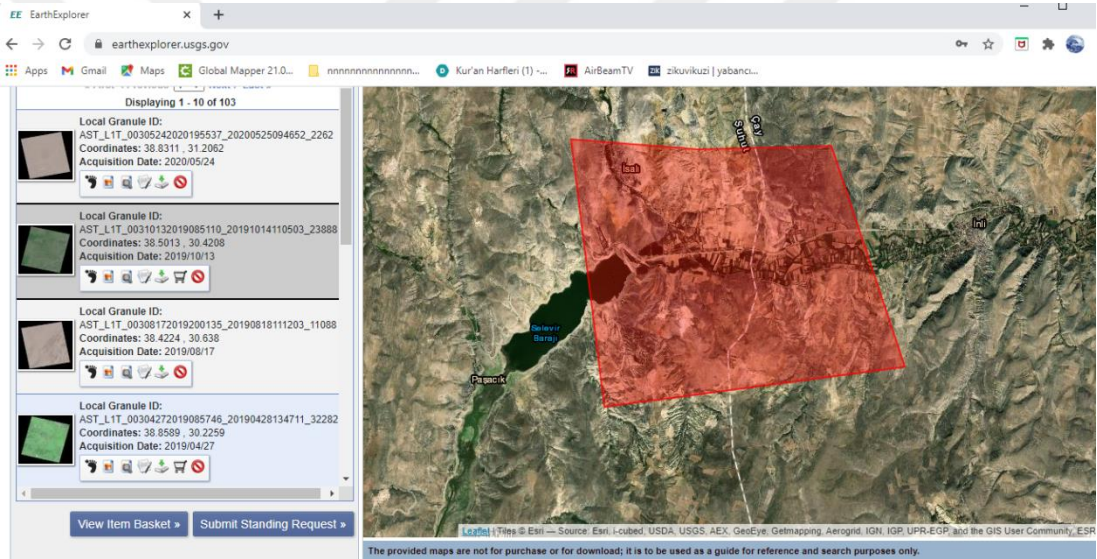 EE EarthExplorer
earthexplorer.usgs.gov
Apps Gmail Maps Global Mapper 21.0... nnnnnnnnnnnnnnn... Kur'an Harfleri (1) -... AirBeamTV zikuvikuzi | yabancı...
Displaying 1 - 10 of 103
Local Granule ID:
AST_L1T_00305242020195537_20200525094652_2262
Coordinates: 38.8311 , 31.2062
Acquisition Date: 2020/05/24
Local Granule ID:
AST_L1T_00310132019085110_20191014110503_23888
Coordinates: 38.5013 , 30.4208
Acquisition Date: 2019/10/13
Local Granule ID:
AST_L1T_00308172019200135_20190818111203_11088
Coordinates: 38.4224 , 30.638
Acquisition Date: 2019/08/17
Local Granule ID:
AST_L1T_00304272019085746_20190428134711_32282
Coordinates: 38.8589 , 30.2259
Acquisition Date: 2019/04/27
View Item Basket » Submit Standing Request »
Çay
Suhut
Isalı
Inli
Selevir
Barajı
Paşacık
Leaflet | Tiles © Esri — Source: Esri, i-cubed, USDA, USGS, AEX, GeoEye, Getmapping, Aerogrid, IGN, IGP, UPR-EGP, and the GIS User Community, ESR
The provided maps are not for purchase or for download; it is to be used as a guide for reference and search purposes only.